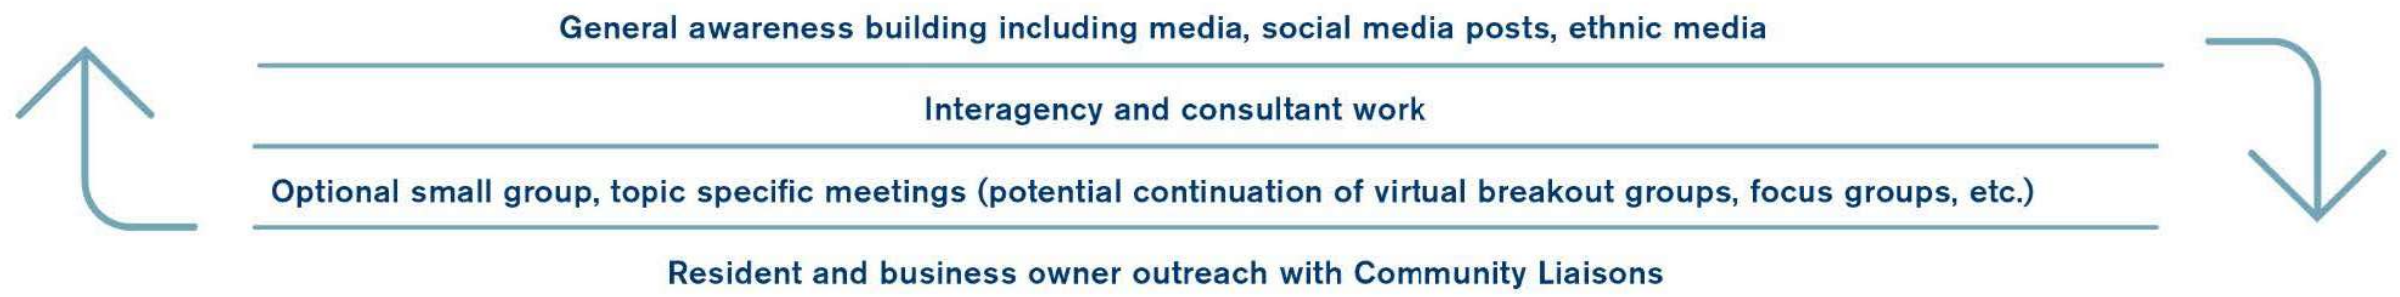 General awareness building including media, social media posts, ethnic media
Interagency and consultant work
Optional small group, topic specific meetings (potential continuation of virtual breakout groups, focus groups, etc.)
Resident and business owner outreach with Community Liaisons